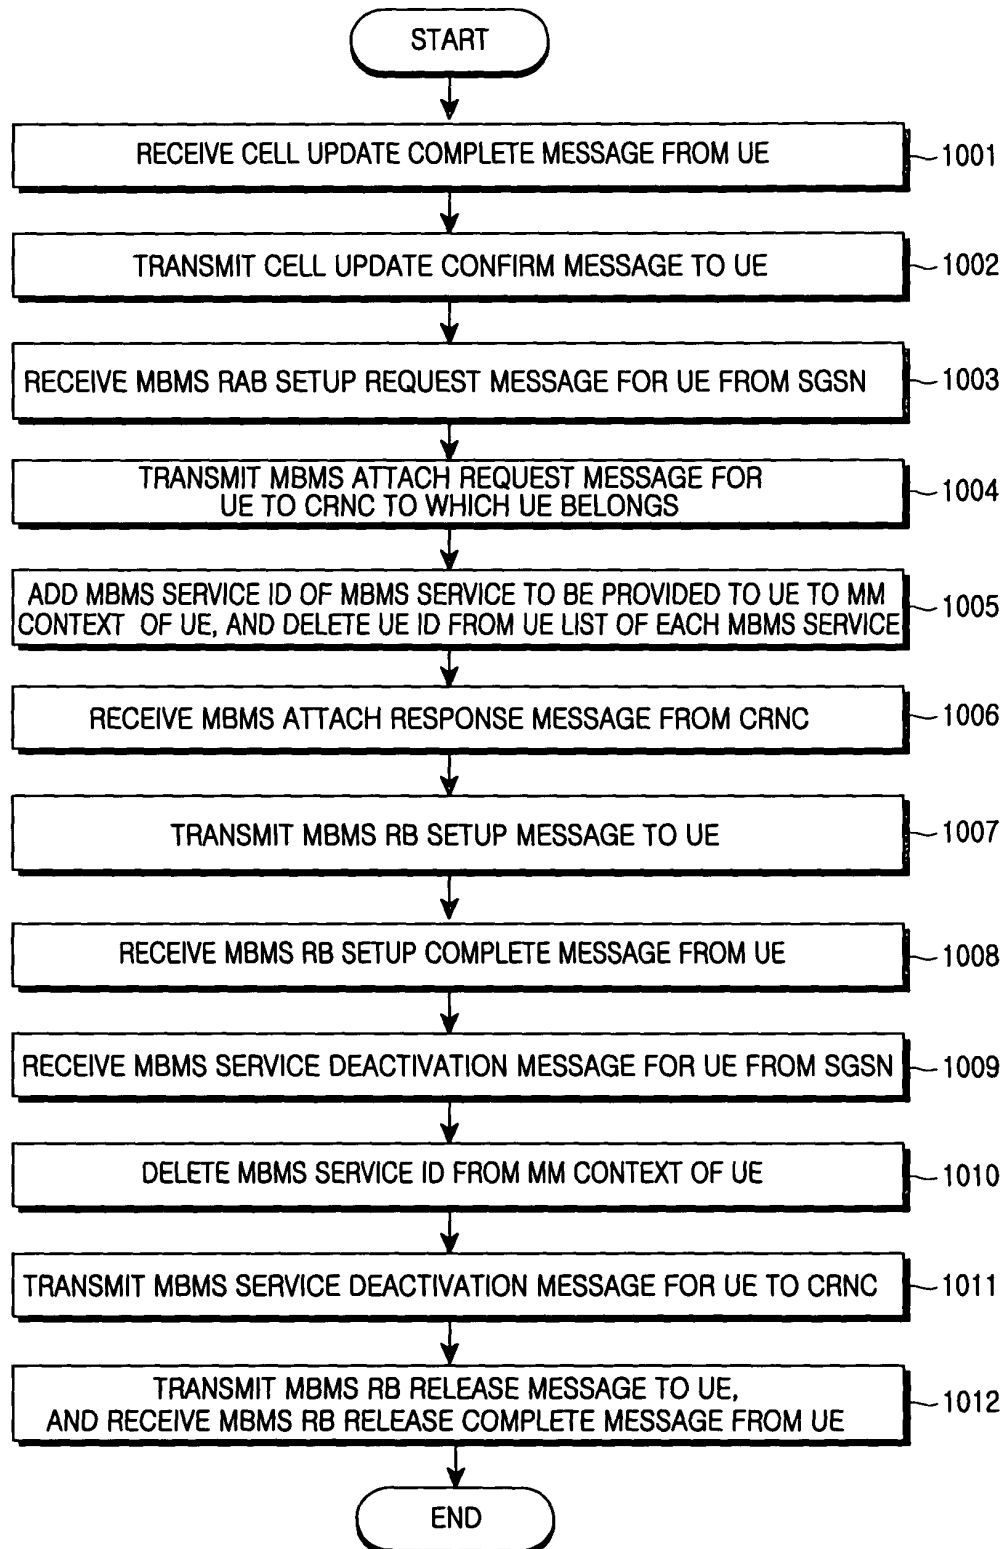 START
RECEIVE CELL UPDATE COMPLETE MESSAGE FROM UE
1001
TRANSMIT CELL UPDATE CONFIRM MESSAGE TO UE
1002
RECEIVE MBMS RAB SETUP REQUEST MESSAGE FOR UE FROM SGSN
1003
TRANSMIT MBMS ATTACH REQUEST MESSAGE FOR
UE TO CRNC TO WHICH UE BELONGS
1004
ADD MBMS SERVICE ID OF MBMS SERVICE TO BE PROVIDED TO UE TO MM
CONTEXT OF UE, AND DELETE UE ID FROM UE LIST OF EACH MBMS SERVICE
1005
RECEIVE MBMS ATTACH RESPONSE MESSAGE FROM CRNC
1006
TRANSMIT MBMS RB SETUP MESSAGE TO UE
1007
RECEIVE MBMS RB SETUP COMPLETE MESSAGE FROM UE
1008
RECEIVE MBMS SERVICE DEACTIVATION MESSAGE FOR UE FROM SGSN
1009
DELETE MBMS SERVICE ID FROM MM CONTEXT OF UE
1010
TRANSMIT MBMS SERVICE DEACTIVATION MESSAGE FOR UE TO CRNC
1011
TRANSMIT MBMS RB RELEASE MESSAGE TO UE,
AND RECEIVE MBMS RB RELEASE COMPLETE MESSAGE FROM UE
1012
END